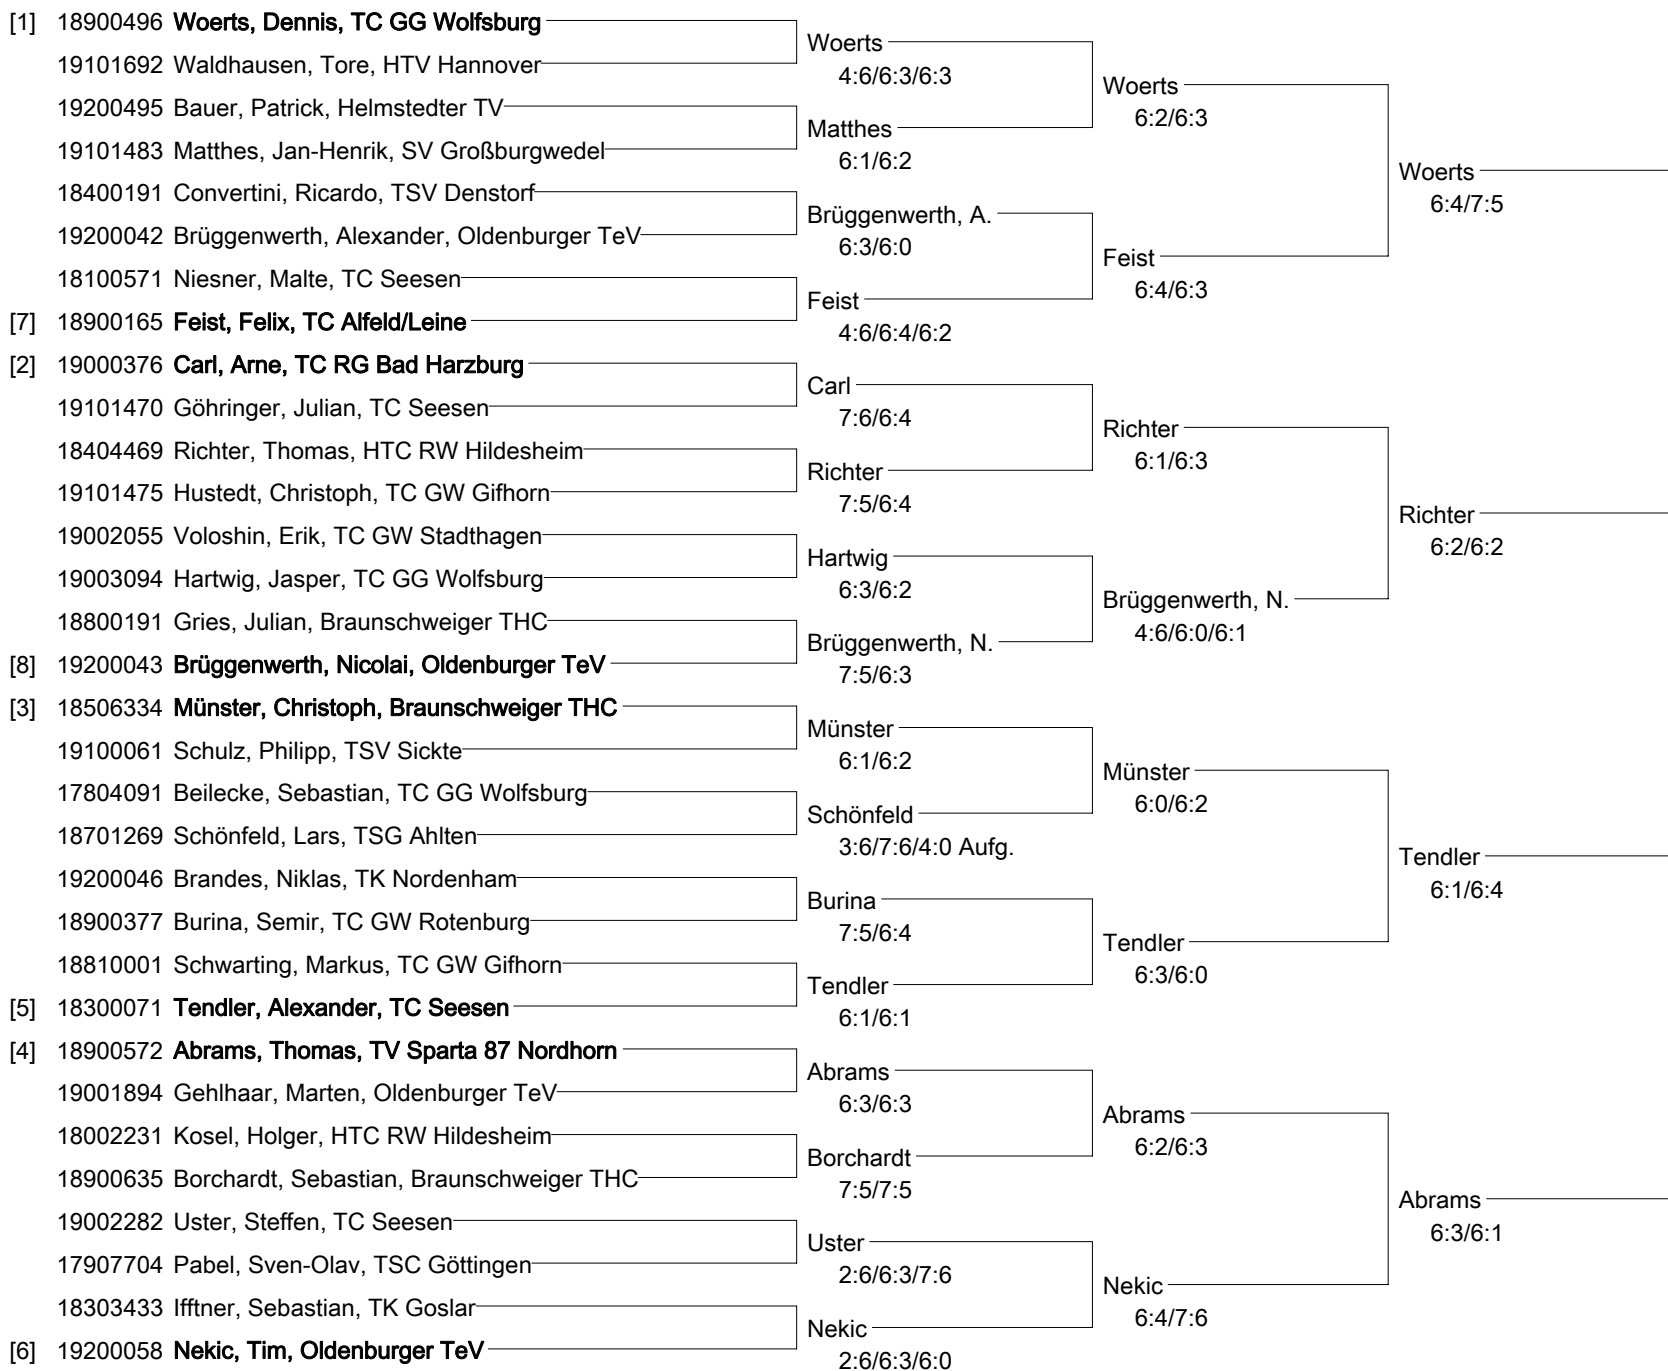 [1] 18900496 Woerts, Dennis, TC GG Wolfsburg
19101692 Waldhausen, Tore, HTV Hannover
19200495 Bauer, Patrick, Helmstedter TV
19101483 Matthes, Jan-Henrik, SV Großburgwedel
18400191 Convertini, Ricardo, TSV Denstorf
19200042 Brüggenwerth, Alexander, Oldenburger TeV
18100571 Niesner, Malte, TC Seesen
[7] 18900165 Feist, Felix, TC Alfeld/Leine
[2] 19000376 Carl, Arne, TC RG Bad Harzburg
19101470 Göhringer, Julian, TC Seesen
18404469 Richter, Thomas, HTC RW Hildesheim
19101475 Hustedt, Christoph, TC GW Gifhorn
19002055 Voloshin, Erik, TC GW Stadthagen
19003094 Hartwig, Jasper, TC GG Wolfsburg
18800191 Gries, Julian, Braunschweiger THC
[8] 19200043 Brüggenwerth, Nicolai, Oldenburger TeV
[3] 18506334 Münster, Christoph, Braunschweiger THC
19100061 Schulz, Philipp, TSV Sickte
17804091 Beilecke, Sebastian, TC GG Wolfsburg
18701269 Schönfeld, Lars, TSG Ahlten
19200046 Brandes, Niklas, TK Nordenham
18900377 Burina, Semir, TC GW Rotenburg
18810001 Schwarting, Markus, TC GW Gifhorn
[5] 18300071 Tendler, Alexander, TC Seesen
[4] 18900572 Abrams, Thomas, TV Sparta 87 Nordhorn
19001894 Gehlhaar, Marten, Oldenburger TeV
18002231 Kosel, Holger, HTC RW Hildesheim
18900635 Borchardt, Sebastian, Braunschweiger THC
19002282 Uster, Steffen, TC Seesen
17907704 Pabel, Sven-Olav, TSC Göttingen
18303433 Ifftner, Sebastian, TK Goslar
[6] 19200058 Nekic, Tim, Oldenburger TeV
Woerts
4:6/6:3/6:3
Matthes
6:1/6:2
Brüggenwerth, A.
6:3/6:0
Feist
4:6/6:4/6:2
Carl
7:6/6:4
Richter
7:5/6:4
Hartwig
6:3/6:2
Brüggenwerth, N.
7:5/6:3
Münster
6:1/6:2
Schönfeld
3:6/7:6/4:0 Aufg.
Burina
7:5/6:4
Tendler
6:1/6:1
Abrams
6:3/6:3
Borchardt
7:5/7:5
Uster
2:6/6:3/7:6
Nekic
2:6/6:3/6:0
Woerts
6:2/6:3
Feist
6:4/6:3
Richter
6:1/6:3
Brüggenwerth, N.
4:6/6:0/6:1
Münster
6:0/6:2
Tendler
6:3/6:0
Abrams
6:2/6:3
Nekic
6:4/7:6
Woerts
6:4/7:5
Richter
6:2/6:2
Tendler
6:1/6:4
Abrams
6:3/6:1